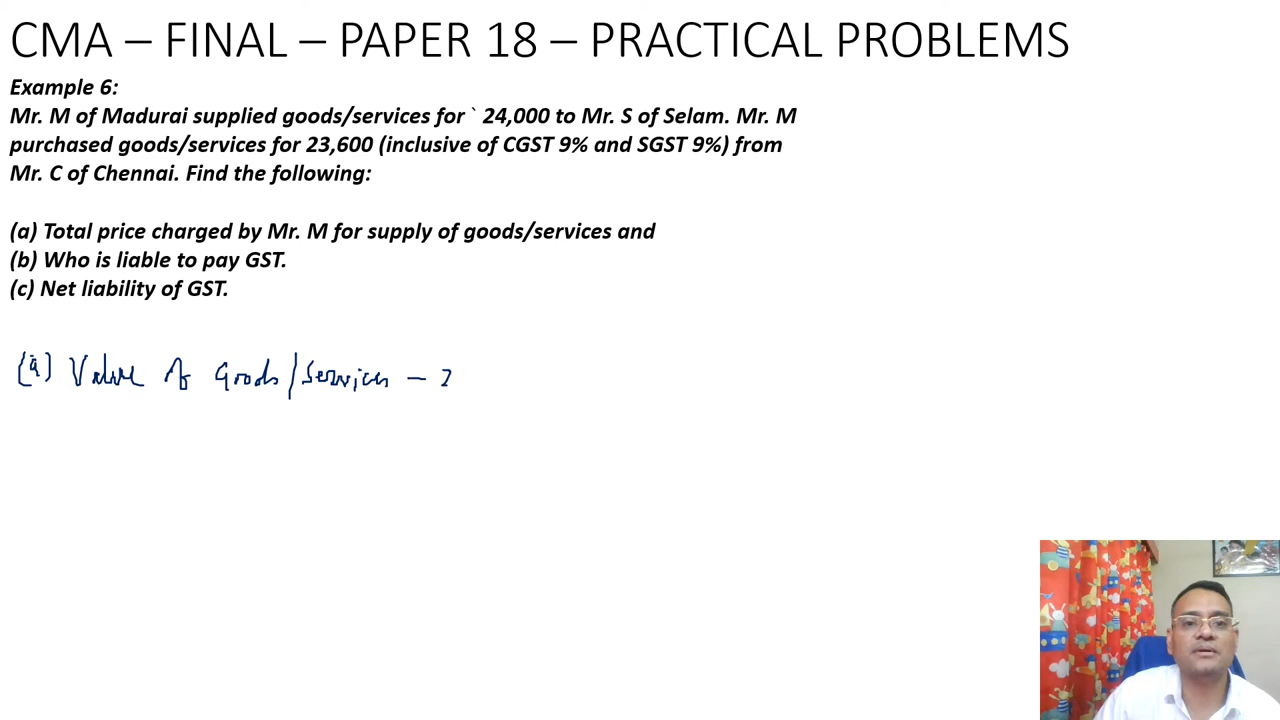 CMA – FINAL – PAPER 18 – PRACTICAL PROBLEMS
Example 6:
Mr. M of Madurai supplied goods/services for ` 24,000 to Mr. S of Selam. Mr. M
purchased goods/services for 23,600 (inclusive of CGST 9% and SGST 9%) from
Mr. C of Chennai. Find the following:
(a) Total price charged by Mr. M for supply of goods/services and
(b) Who is liable to pay GST.
(c) Net liability of GST.
(a) Value of Goods/Services – 2